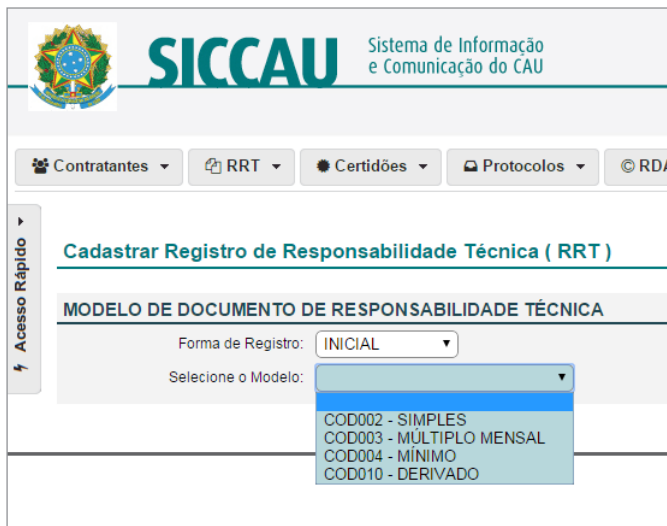 SICCAU
Sistema de Informação
e Comunicação do CAU
Contratantes
RRT
Certidões
Protocolos
© RDA
Acesso Rápido
Cadastrar Registro de Responsabilidade Técnica ( RRT )
MODELO DE DOCUMENTO DE RESPONSABILIDADE TÉCNICA
Forma de Registro: INICIAL
Selecione o Modelo:
COD002 - SIMPLES
COD003 - MÚLTIPLO MENSAL
COD004 - MÍNIMO
COD010 - DERIVADO